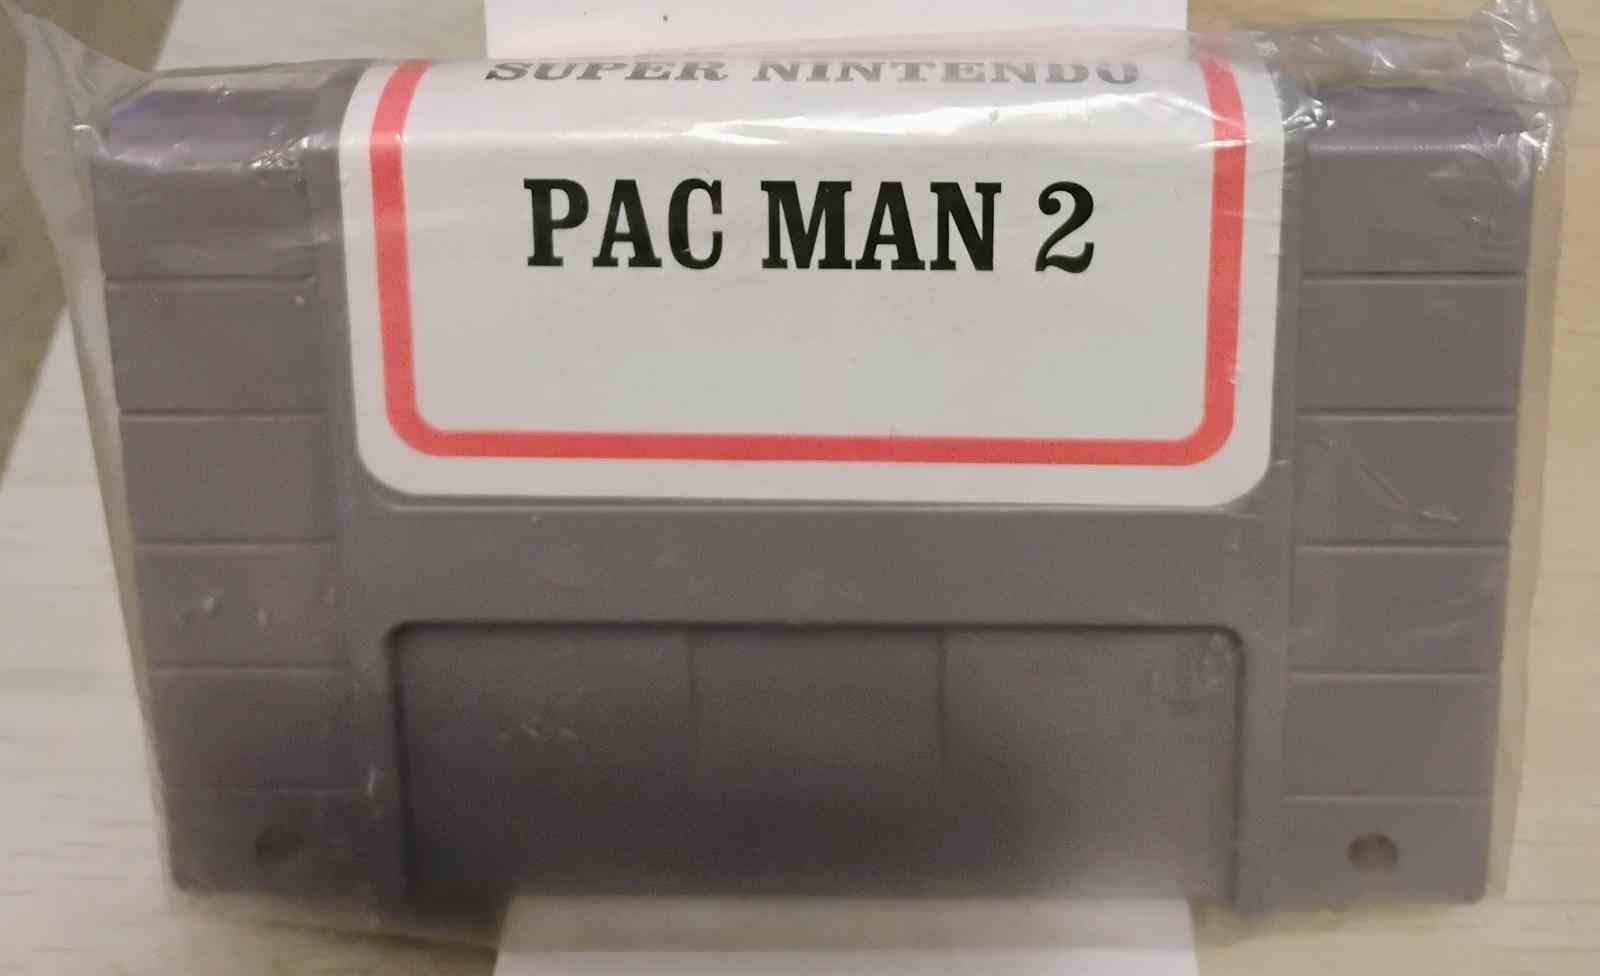 SUPER NINTENDO
PAC MAN 2